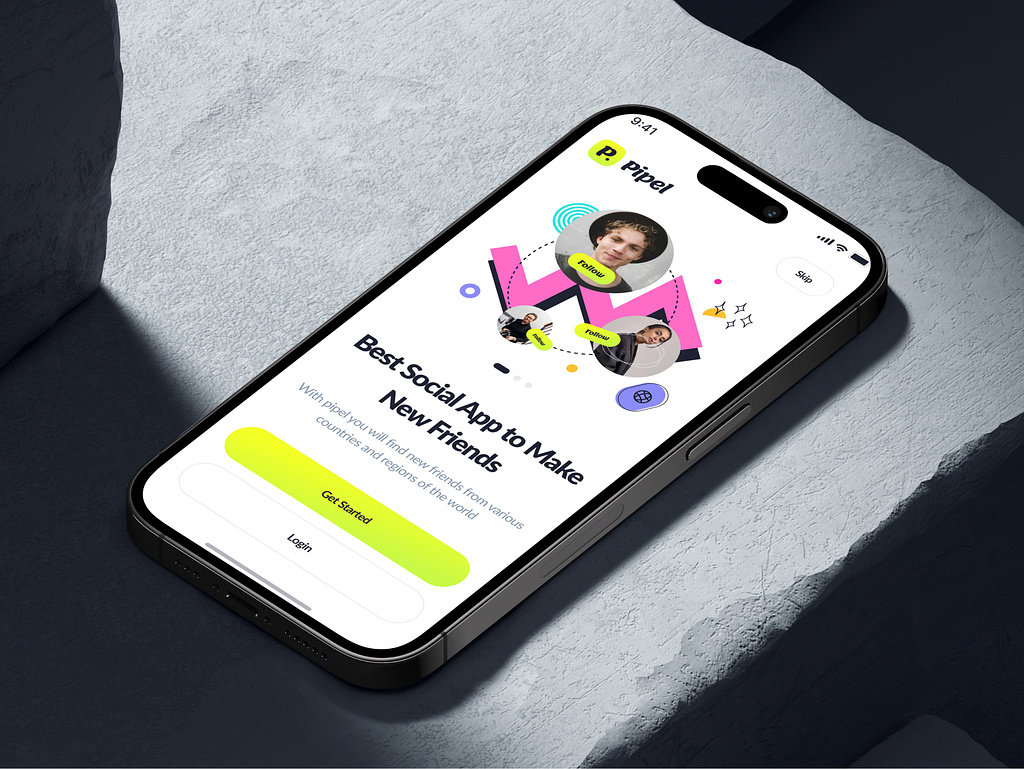 9:41
P.
Pipel
Skip
Follow
Follow
Follow
Best Social App to Make
New Friends
With pipel you will find new friends from various
countries and regions of the world
Get Started
Login